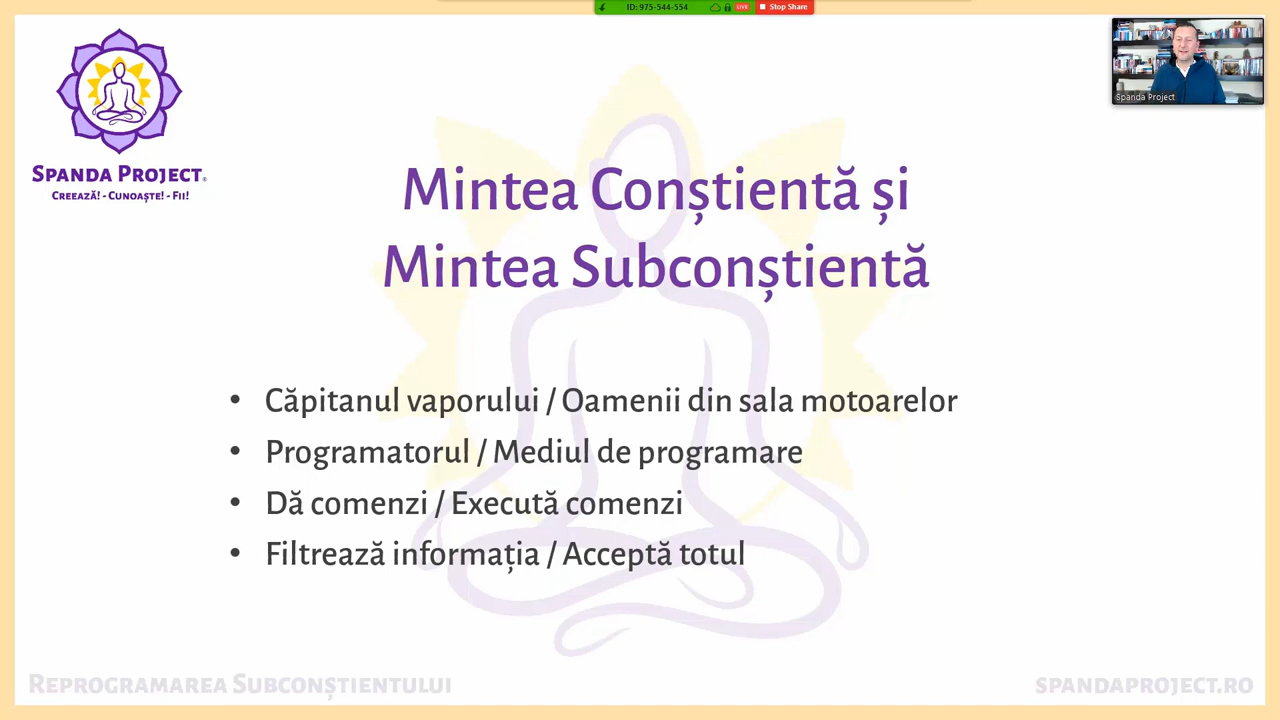 ID: 975-544-554
LIVE
Stop Share
SPANDA PROJECT®
CREEAZĂ! - CUNOAȘTE! - FII!
Spanda Project
Mintea Conștientă și
Mintea Subconștientă
• Căpitanul vaporului / Oamenii din sala motoarelor
• Programatorul / Mediul de programare
• Dă comenzi / Execută comenzi
• Filtrează informația / Acceptă totul
REPROGRAMAREA SUBCONȘTIENTULUI
SPANDAPROJECT.RO